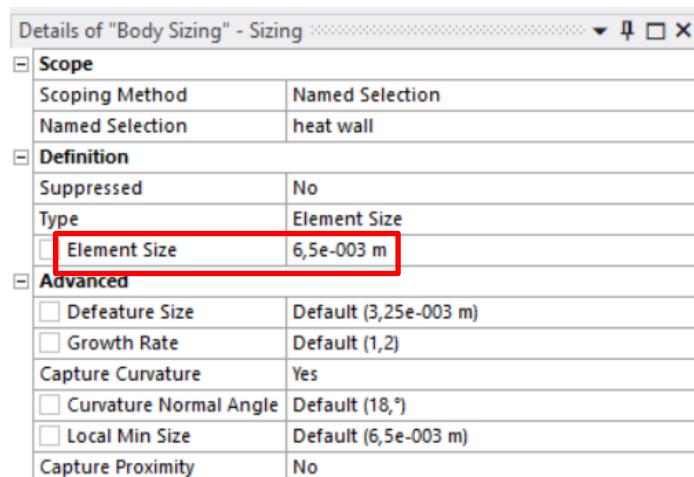 Details of "Body Sizing" - Sizing
Scope
Scoping Method Named Selection
Named Selection heat wall
Definition
Suppressed No
Type Element Size
Element Size 6,5e-003 m
Advanced
Defeature Size Default (3,25e-003 m)
Growth Rate Default (1,2)
Capture Curvature Yes
Curvature Normal Angle Default (18,°)
Local Min Size Default (6,5e-003 m)
Capture Proximity No